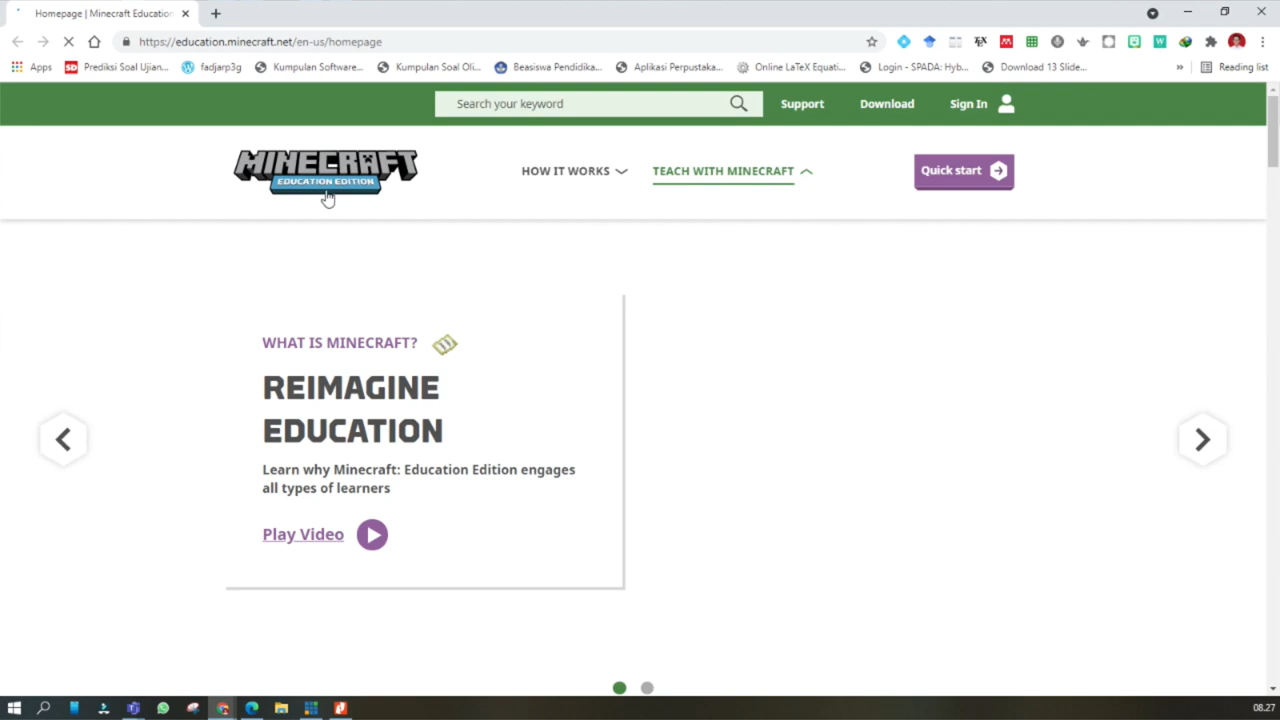 Homepage | Minecraft Education
https://education.minecraft.net/en-us/homepage
Apps
SD Prediksi Soal Ujian...
fadjarp3g
Kumpulan Software...
Kumpulan Soal Oli...
Beasiswa Pendidika...
Aplikasi Perpustaka...
Online LaTeX Equati...
Login - SPADA: Hyb...
Download 13 Slide...
»
Reading list
Search your keyword
Support
Download
Sign In
MINECRAFT
EDUCATION EDITION
HOW IT WORKS
TEACH WITH MINECRAFT
Quick start
WHAT IS MINECRAFT?
REIMAGINE
EDUCATION
Learn why Minecraft: Education Edition engages
all types of learners
Play Video
08.27